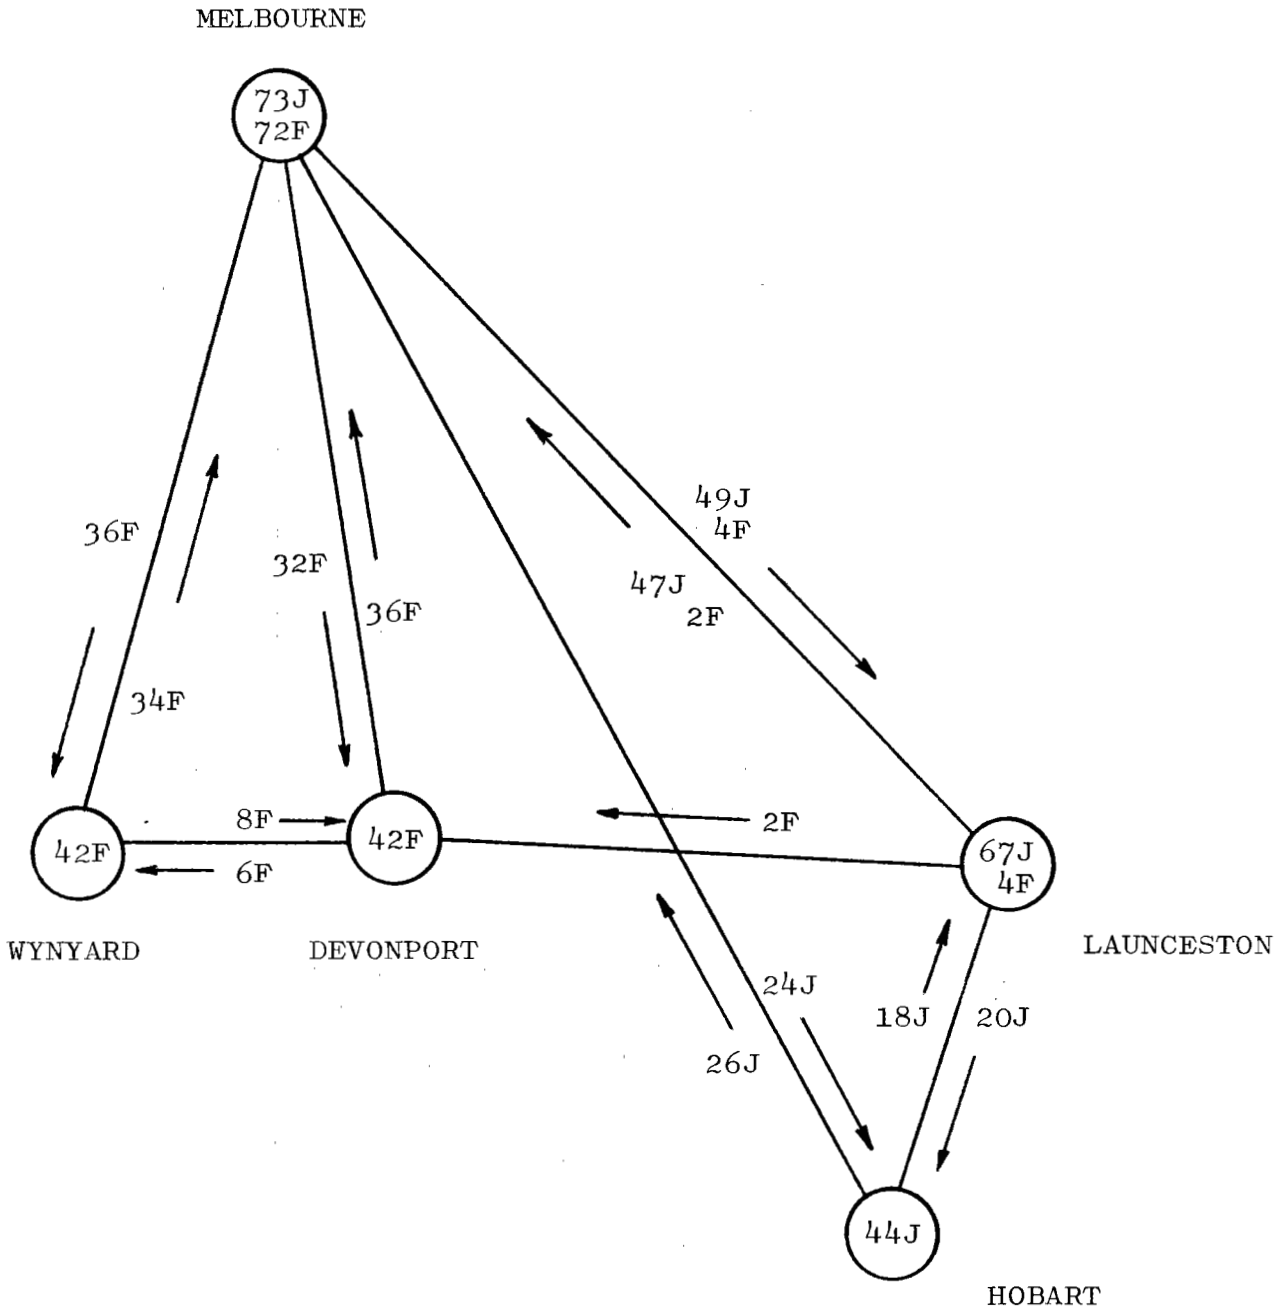 MELBOURNE
73J
72F
49J
4F
36F
32F
47J
2F
36F
34F
8F
2F
42F
42F
67J
4F
6F
WYNYARD
DEVONPORT
LAUNCESTON
24J
18J
20J
26J
44J
HOBART